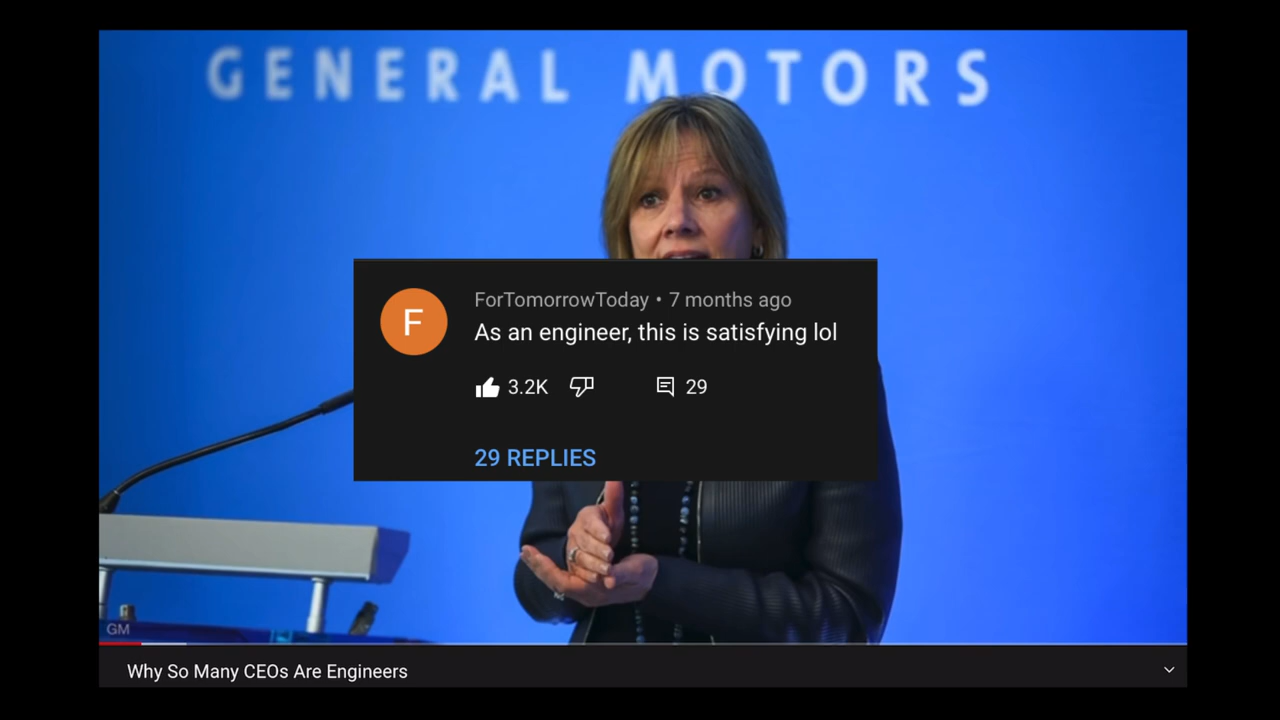 GENERAL MOTORS
F
ForTomorrowToday • 7 months ago
As an engineer, this is satisfying lol
3.2K 29
29 REPLIES
GM
Why So Many CEOs Are Engineers